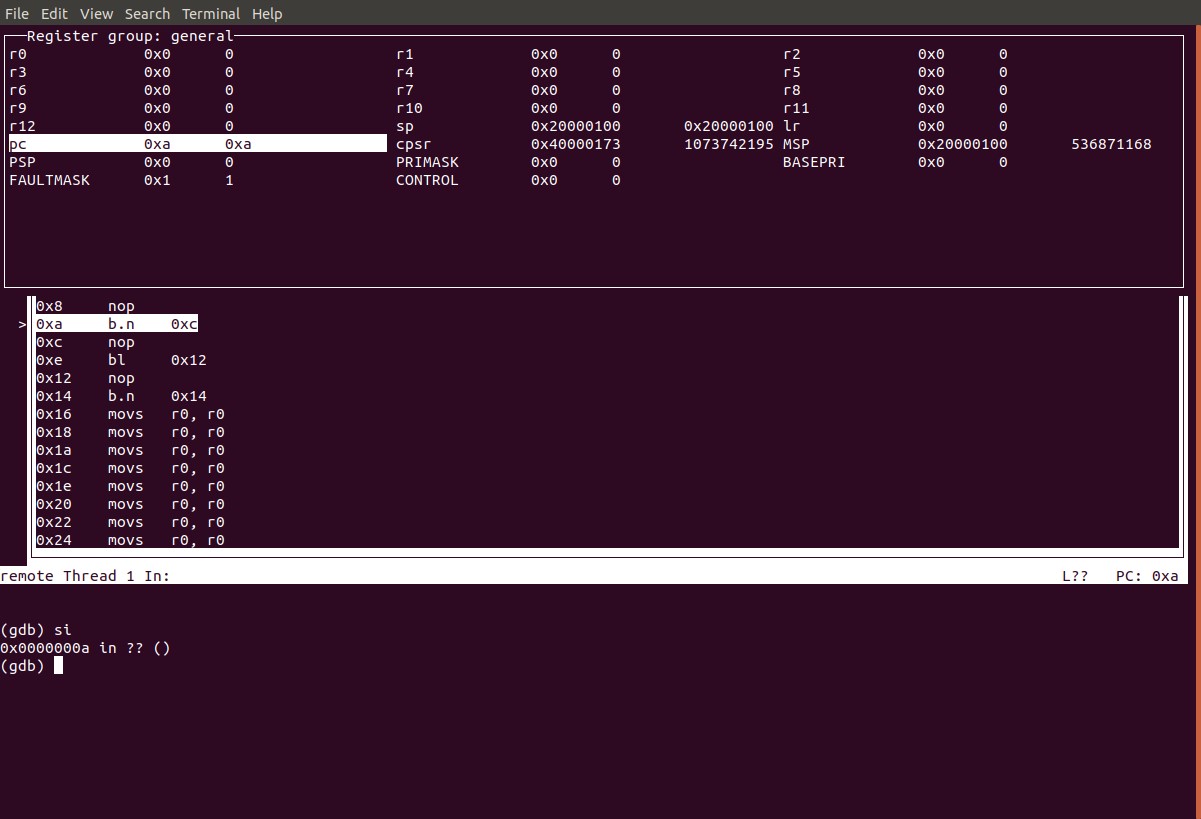 File Edit View Search Terminal Help
Register group: general
r0 0x0 0 r1 0x0 0 r2 0x0 0
r3 0x0 0 r4 0x0 0 r5 0x0 0
r6 0x0 0 r7 0x0 0 r8 0x0 0
r9 0x0 0 r10 0x0 0 r11 0x0 0
r12 0x0 0 sp 0x20000100 0x20000100 lr 0x0 0
pc 0xa 0xa cpsr 0x40000173 1073742195 MSP 0x20000100 536871168
PSP 0x0 0 PRIMASK 0x0 0 BASEPRI 0x0 0
FAULTMASK 0x1 1 CONTROL 0x0 0
0x8 nop
> 0xa b.n 0xc
0xc nop
0xe bl 0x12
0x12 nop
0x14 b.n 0x14
0x16 movs r0, r0
0x18 movs r0, r0
0x1a movs r0, r0
0x1c movs r0, r0
0x1e movs r0, r0
0x20 movs r0, r0
0x22 movs r0, r0
0x24 movs r0, r0
remote Thread 1 In: L?? PC: 0xa
(gdb) si
0x0000000a in ?? ()
(gdb)